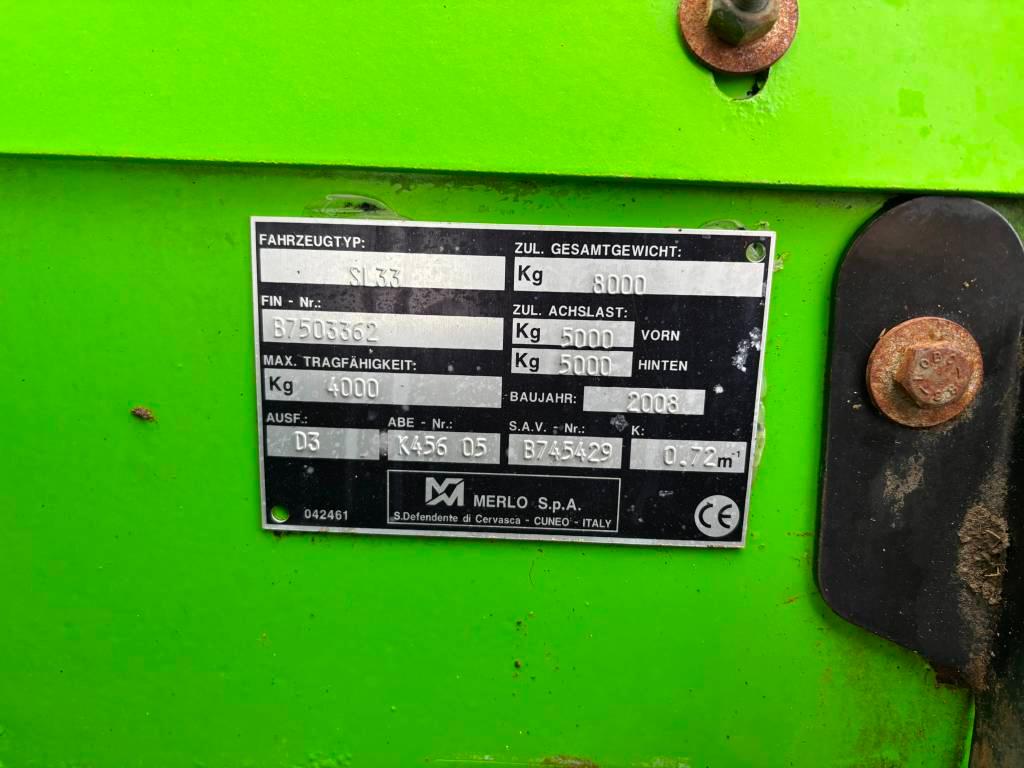 FAHRZEUGTYP:
SL33
ZUL. GESAMTGEWICHT:
Kg 8000
FIN - Nr.:
B7503362
ZUL. ACHSLAST:
Kg 5000 VORN
Kg 5000 HINTEN
MAX. TRAGFÄHIGKEIT:
Kg 4000
BAUJAHR: 2008
AUSF.: ABE - Nr.: S.A.V. - Nr.: K:
D3 K456 05 B745429 0.72 m-1
MERLO S.p.A.
S.Defendente di Cervasca - CUNEO - ITALY
042461
CE